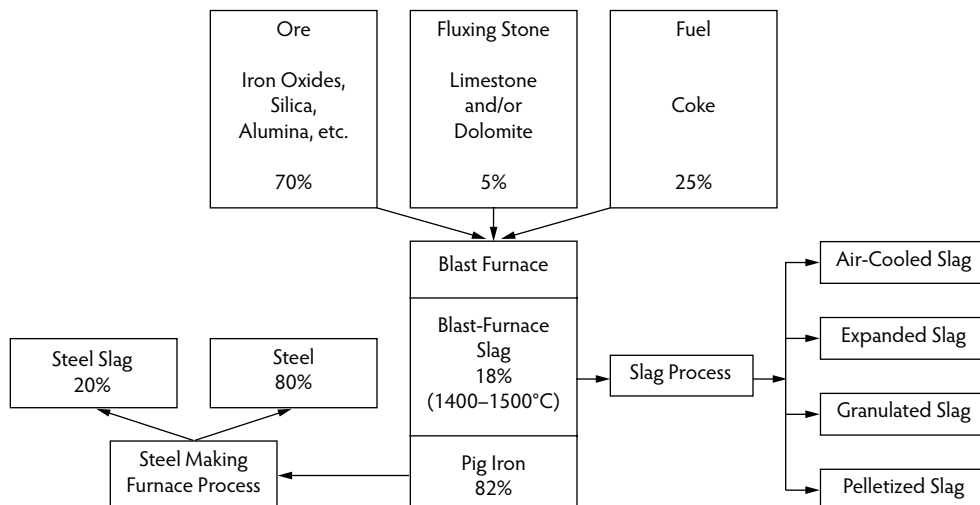 Ore
Iron Oxides,
Silica,
Alumina, etc.
70%
Fluxing Stone
Limestone
and/or
Dolomite
5%
Fuel
Coke
25%
Blast Furnace
Blast-Furnace
Slag
18%
(1400–1500°C)
Pig Iron
82%
Steel Slag
20%
Steel
80%
Steel Making
Furnace Process
Slag Process
Air-Cooled Slag
Expanded Slag
Granulated Slag
Pelletized Slag